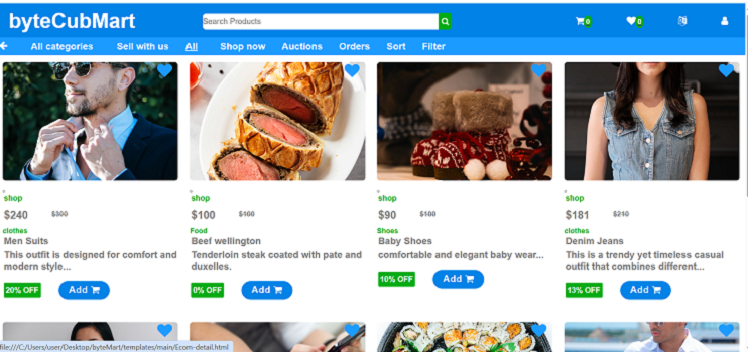 byteCubMart
Search Products
0
0
All categories
Sell with us
All
Shop now
Auctions
Orders
Sort
Filter
shop
$240 $300
clothes
Men Suits
This outfit is designed for comfort and
modern style...
20% OFF
Add
shop
$100
Food
Beef wellington
Tenderloin steak coated with pate and
duxelles.
0% OFF
Add
shop
$90
Shoes
Baby Shoes
comfortable and elegant baby wear...
10% OFF
Add
shop
$181 $210
clothes
Denim Jeans
This is a trendy yet timeless casual
outfit that combines different...
13% OFF
Add
file:///C:/Users/user/Desktop/byteMart/templates/main/Ecom-detail.html